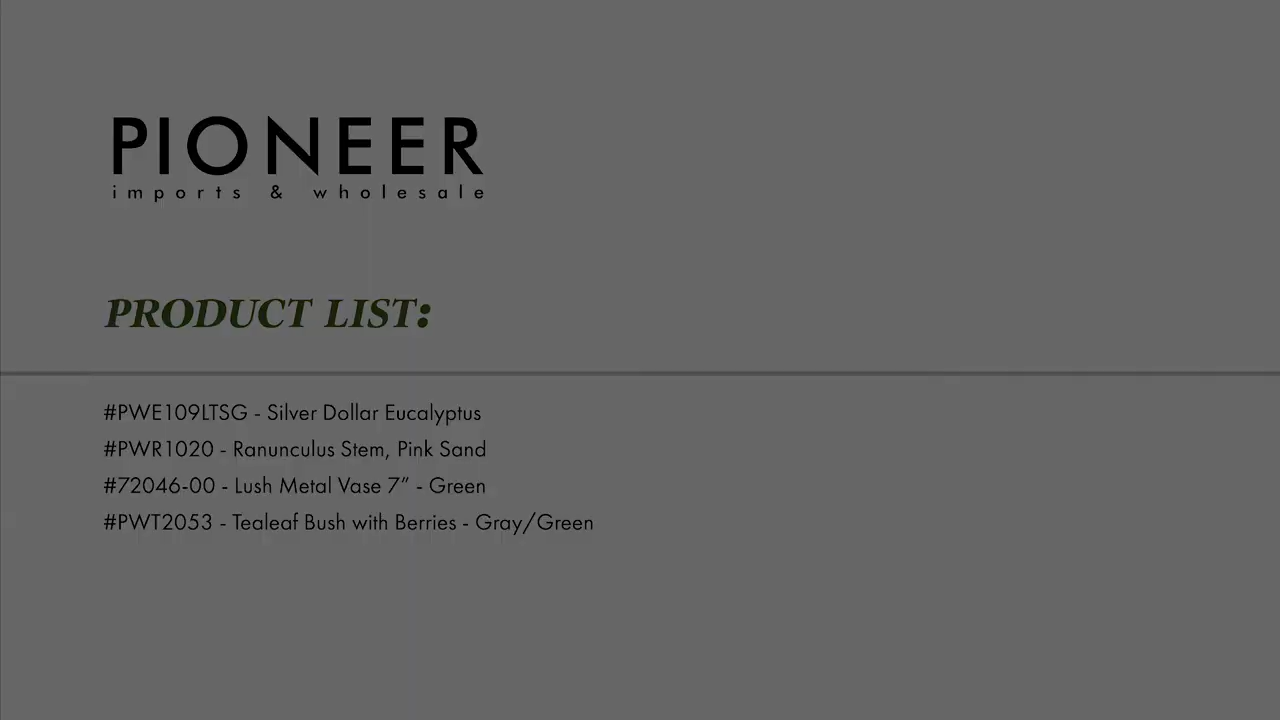 PIONEER
imports & wholesale
PRODUCT LIST:
#PWE109LTSG - Silver Dollar Eucalyptus
#PWR1020 - Ranunculus Stem, Pink Sand
#72046-00 - Lush Metal Vase 7” - Green
#PWT2053 - Tealeaf Bush with Berries - Gray/Green